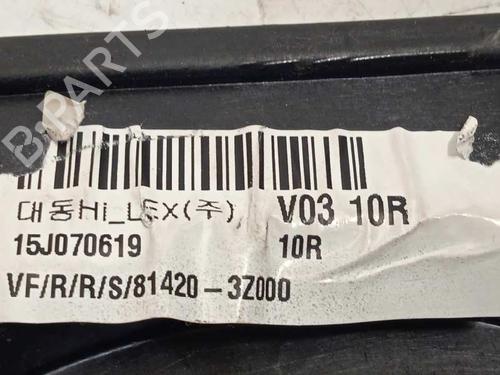 대동Hi_LEX(주) V03 10R
15J070619 10R
VF/R/R/S/81420-3Z000
B-PARTS